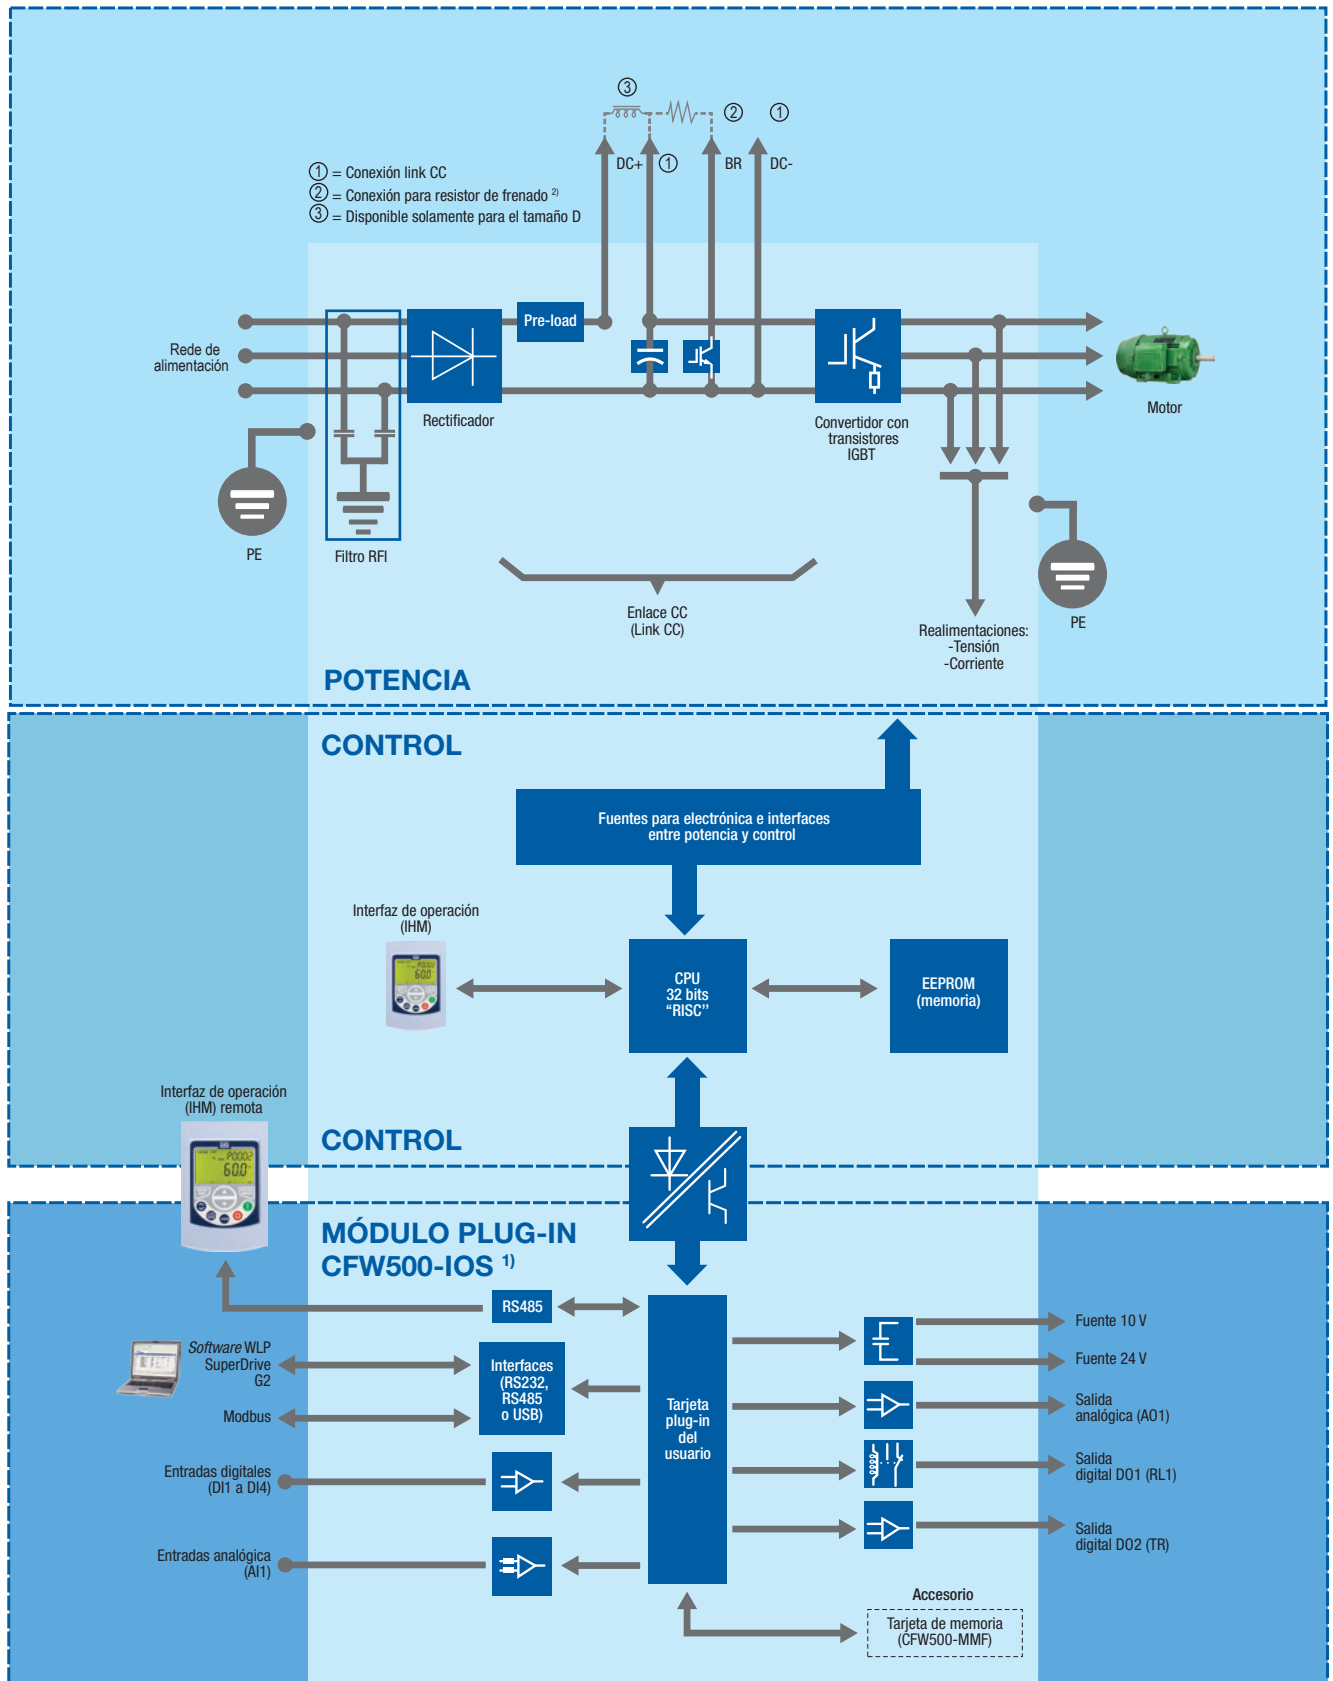 ③
② ①
DC+ ① BR DC-
① = Conexión link CC
② = Conexión para resistor de frenado ²⁾
③ = Disponible solamente para el tamaño D
Pre-load
Rede de
alimentación
Rectificador
Convertidor con
transistores
IGBT
Motor
PE
Filtro RFI
Enlace CC
(Link CC)
Realimentaciones:
-Tensión
-Corriente
PE
POTENCIA
CONTROL
Fuentes para electrónica e interfaces
entre potencia y control
Interfaz de operación
(IHM)
P0002
60.0
CPU
32 bits
“RISC’’
EEPROM
(memoria)
Interfaz de operación
(IHM) remota
P0002
60.0
CONTROL
MÓDULO PLUG-IN
CFW500-IOS ¹⁾
RS485
Software WLP
SuperDrive
G2
Modbus
Interfaces
(RS232,
RS485
o USB)
Entradas digitales
(DI1 a DI4)
Entradas analógica
(AI1)
Tarjeta
plug-in
del
usuario
Fuente 10 V
Fuente 24 V
Salida
analógica (AO1)
Salida
digital DO1 (RL1)
Salida
digital DO2 (TR)
Accesorio
Tarjeta de memoria
(CFW500-MMF)